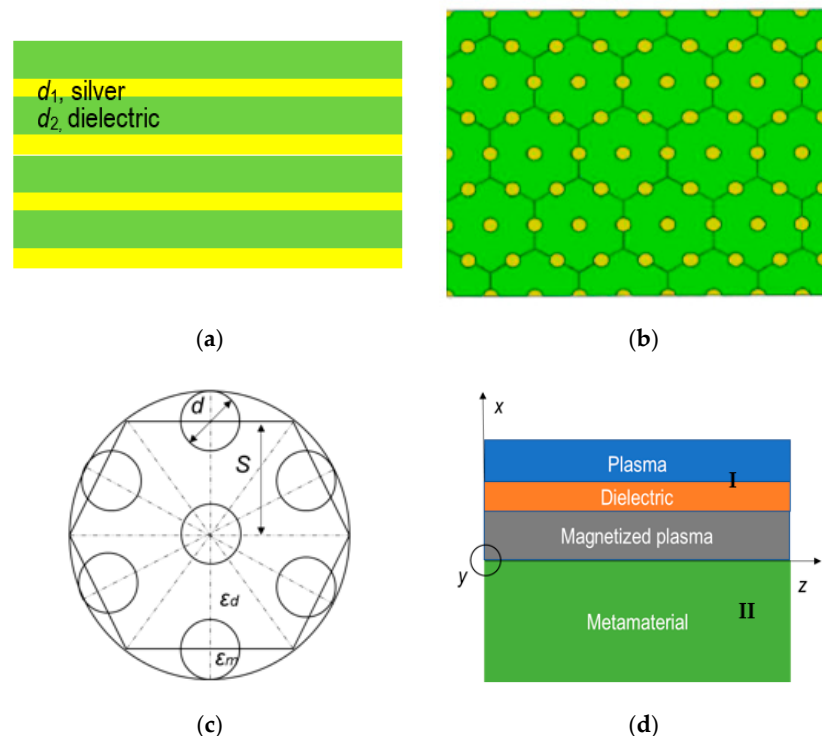 d1, silver
d2, dielectric
(a)
(b)
d
S
εd
εm
(c)
x
Plasma
I
Dielectric
Magnetized plasma
y
z
Metamaterial
II
(d)